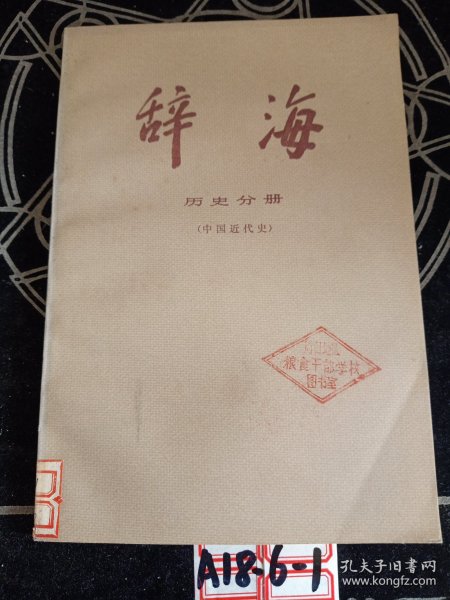 辞海
历史分册
（中国近代史）
粮食干部学校
图书室
A18-6-1
孔夫子旧书网
www.kongfz.com